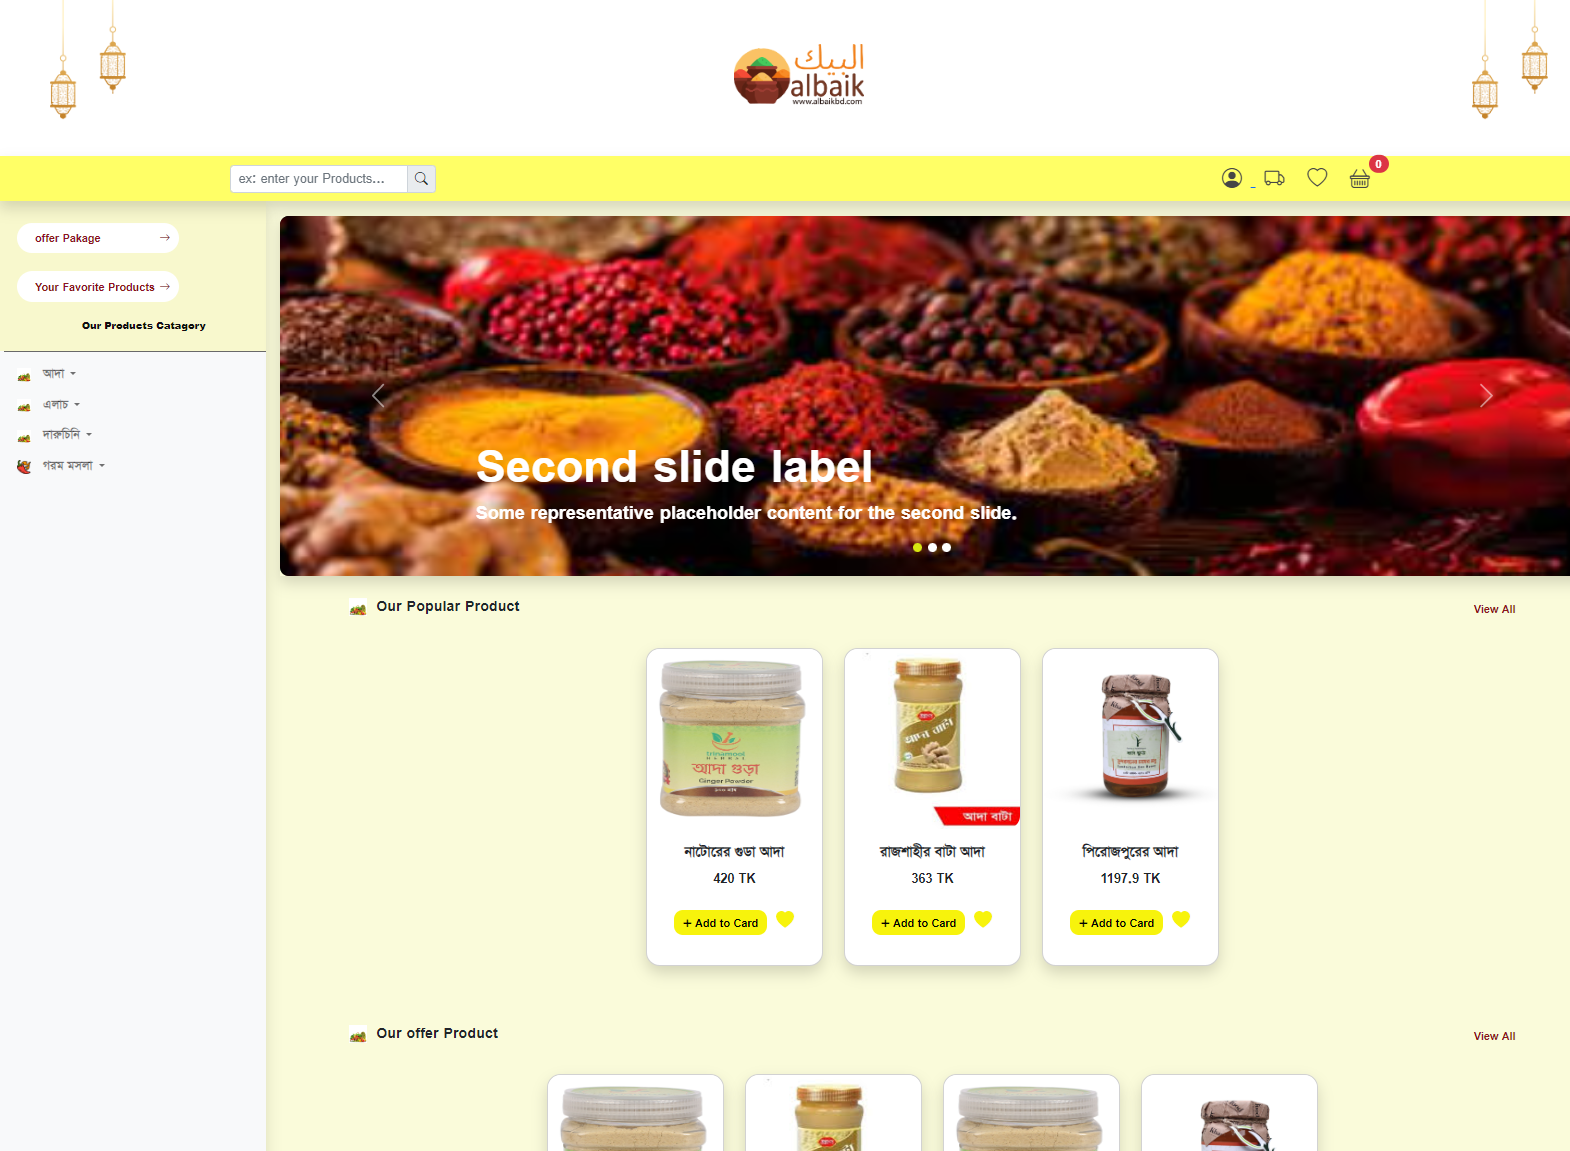 البيك
albaik
www.albaikbd.com
ex: enter your Products...
0
offer Pakage
Your Favorite Products
Our Products Catagory
আদা
এলাচ
দারুচিনি
গরম মসলা
Second slide label
Some representative placeholder content for the second slide.
Our Popular Product
View All
আদা গুড়া
Ginger Powder
আদা বাটা
নাটোরের গুডা আদা
রাজশাহীর বাটা আদা
পিরোজপুরের আদা
420 TK
363 TK
1197.9 TK
+ Add to Card
+ Add to Card
+ Add to Card
Our offer Product
View All